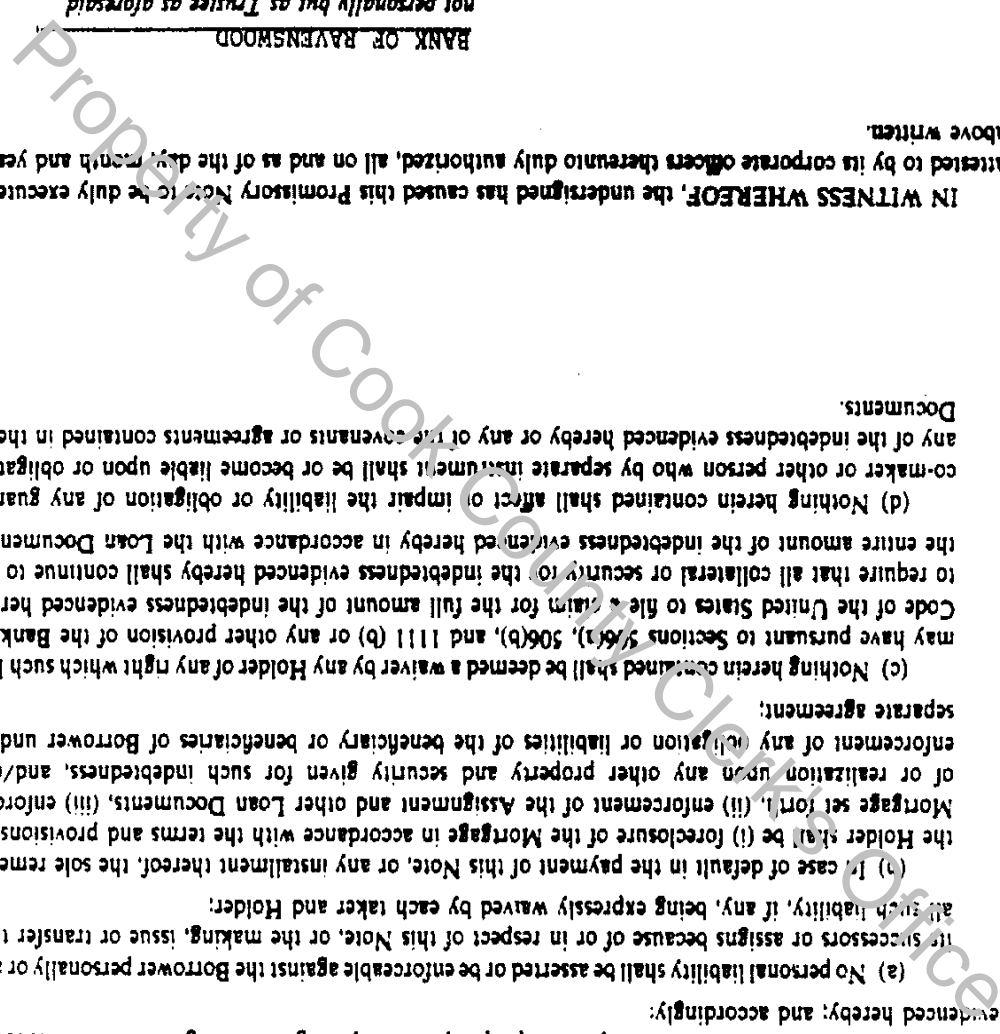 evidenced hereby; and accordingly:
(a) No personal liability shall be asserted or be enforceable against the Borrower personally or
its successors or assigns because of or in respect of this Note, or the making, issue or transfer
all such liability, if any, being expressly waived by each taker and Holder;
(b) In case of default in the payment of this Note, or any installment thereof, the sole reme
the Holder shall be (i) foreclosure of the Mortgage in accordance with the terms and provisions
Mortgage set forth, (ii) enforcement of the Assignment and other Loan Documents, (iii) enforc
of or realization upon any other property and security given for such indebtedness, and/
enforcement of any obligation or liabilities of the beneficiary or beneficiaries of Borrower und
separate agreement;
(c) Nothing herein contained shall be deemed a waiver by any Holder of any right which such
may have pursuant to Sections 506(a), 506(b), and 1111 (b) or any other provision of the Bank
Code of the United States to file a claim for the full amount of the indebtedness evidenced her
to require that all collateral or security for the indebtedness evidenced hereby shall continue to
the entire amount of the indebtedness evidenced hereby in accordance with the Loan Documen
(d) Nothing herein contained shall affect or impair the liability or obligation of any guar
co-maker or other person who by separate instrument shall be or become liable upon or obligat
any of the indebtedness evidenced hereby or any of the covenants or agreements contained in the
Documents.
IN WITNESS WHEREOF, the undersigned has caused this Promissory Note to be duly execute
attested to by its corporate officers thereunto duly authorized, all on and as of the day, month and year
above written.
BANK OF RAVENSWOOD
not personally but as Trustee as aforesaid
Property of Cook County Clerk's Office